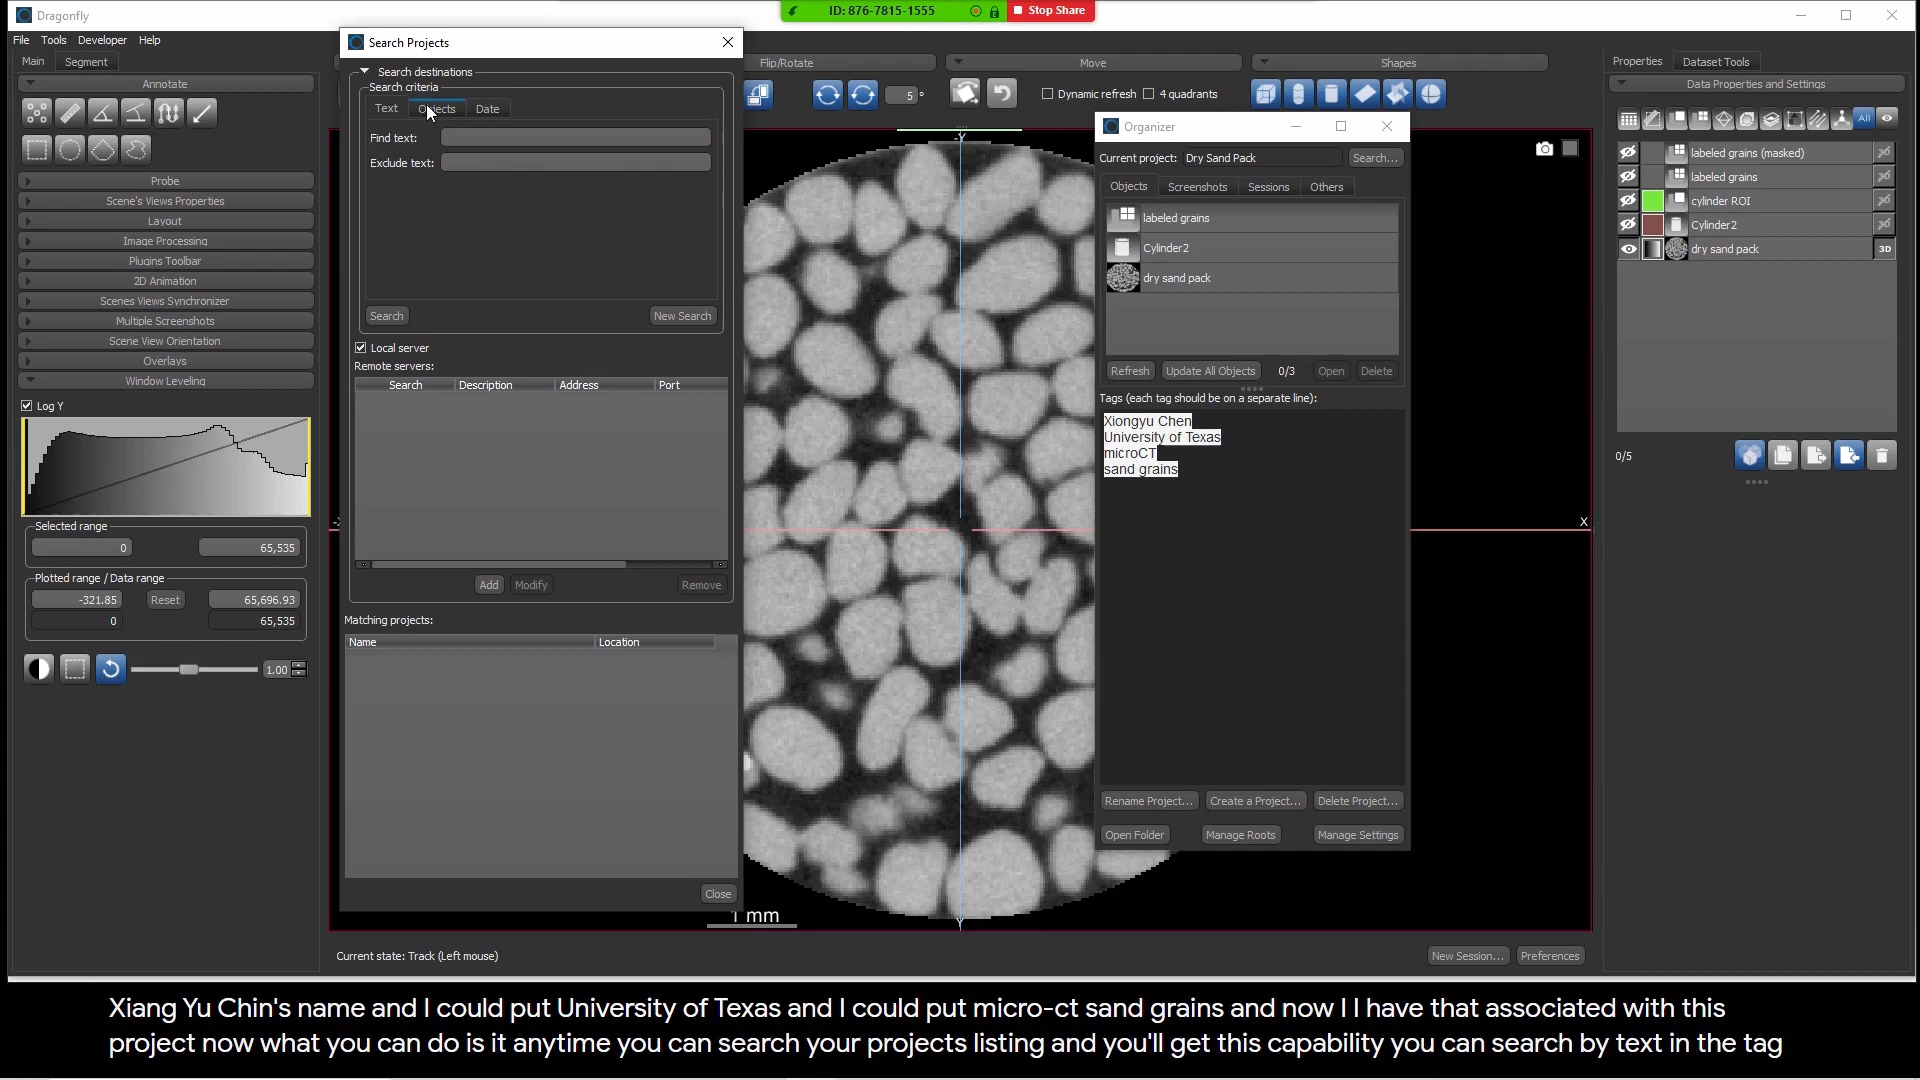 Dragonfly
ID: 876-7815-1555
Stop Share
File Tools Developer Help
Main Segment
Annotate
Probe
Scene's Views Properties
Layout
Image Processing
Plugins Toolbar
2D Animation
Scenes Views Synchronizer
Multiple Screenshots
Scene View Orientation
Overlays
Window Leveling
Log Y
Selected range
0 65,535
Plotted range / Data range
-321.85 Reset 65,696.93
0 65,535
1.00
Search Projects
Search destinations
Search criteria
Text Objects Date
Find text:
Exclude text:
Search New Search
Local server
Remote servers:
Search Description Address Port
Add Modify Remove
Matching projects:
Name Location
Close
Flip/Rotate Move Shapes
5°
Dynamic refresh 4 quadrants
-Y
X
Y
1 mm
Organizer
Current project: Dry Sand Pack Search...
Objects Screenshots Sessions Others
labeled grains
Cylinder2
dry sand pack
Refresh Update All Objects 0/3 Open Delete
Tags (each tag should be on a separate line):
Xiongyu Chen
University of Texas
microCT
sand grains
Rename Project... Create a Project... Delete Project...
Open Folder Manage Roots Manage Settings
Properties Dataset Tools
Data Properties and Settings
All
labeled grains (masked)
labeled grains
cylinder ROI
Cylinder2
dry sand pack 3D
0/5
Current state: Track (Left mouse)
New Session... Preferences
Xiang Yu Chin's name and I could put University of Texas and I could put micro-ct sand grains and now I I have that associated with this
project now what you can do is it anytime you can search your projects listing and you'll get this capability you can search by text in the tag